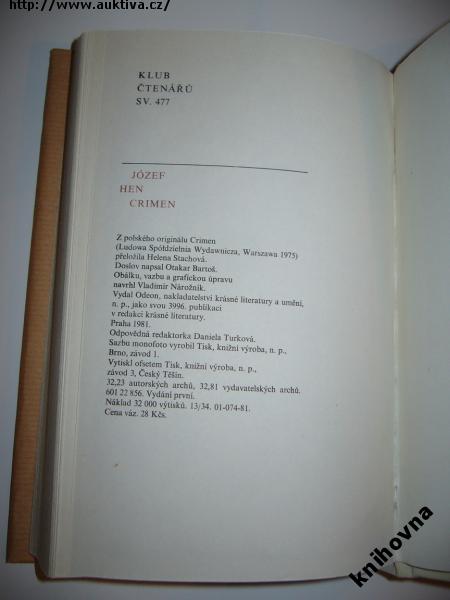 http://www.auktiva.cz/
KLUB
ČTENÁŘŮ
SV. 477
JÓZEF
HEN
CRIMEN
Z polského originálu Crimen
(Ludowa Spółdzielnia Wydawnicza, Warszawa 1975)
přeložila Helena Stachová.
Doslov napsal Otakar Bartoš.
Obálku, vazbu a grafickou úpravu
navrhl Vladimír Nárožník.
Vydal Odeon, nakladatelství krásné literatury a umění,
n. p., jako svou 3996. publikaci
v redakci krásné literatury.
Praha 1981.
Odpovědná redaktorka Daniela Turková.
Sazbu monofoto vyrobil Tisk, knižní výroba, n. p.,
Brno, závod 1.
Vytiskl ofsetem Tisk, knižní výroba, n. p.,
závod 3, Český Těšín.
32,23 autorských archů, 32,81 vydavatelských archů.
601 22 856. Vydání první.
Náklad 32 000 výtisků. 13/34. 01-074-81.
Cena váz. 28 Kčs.
knihovna